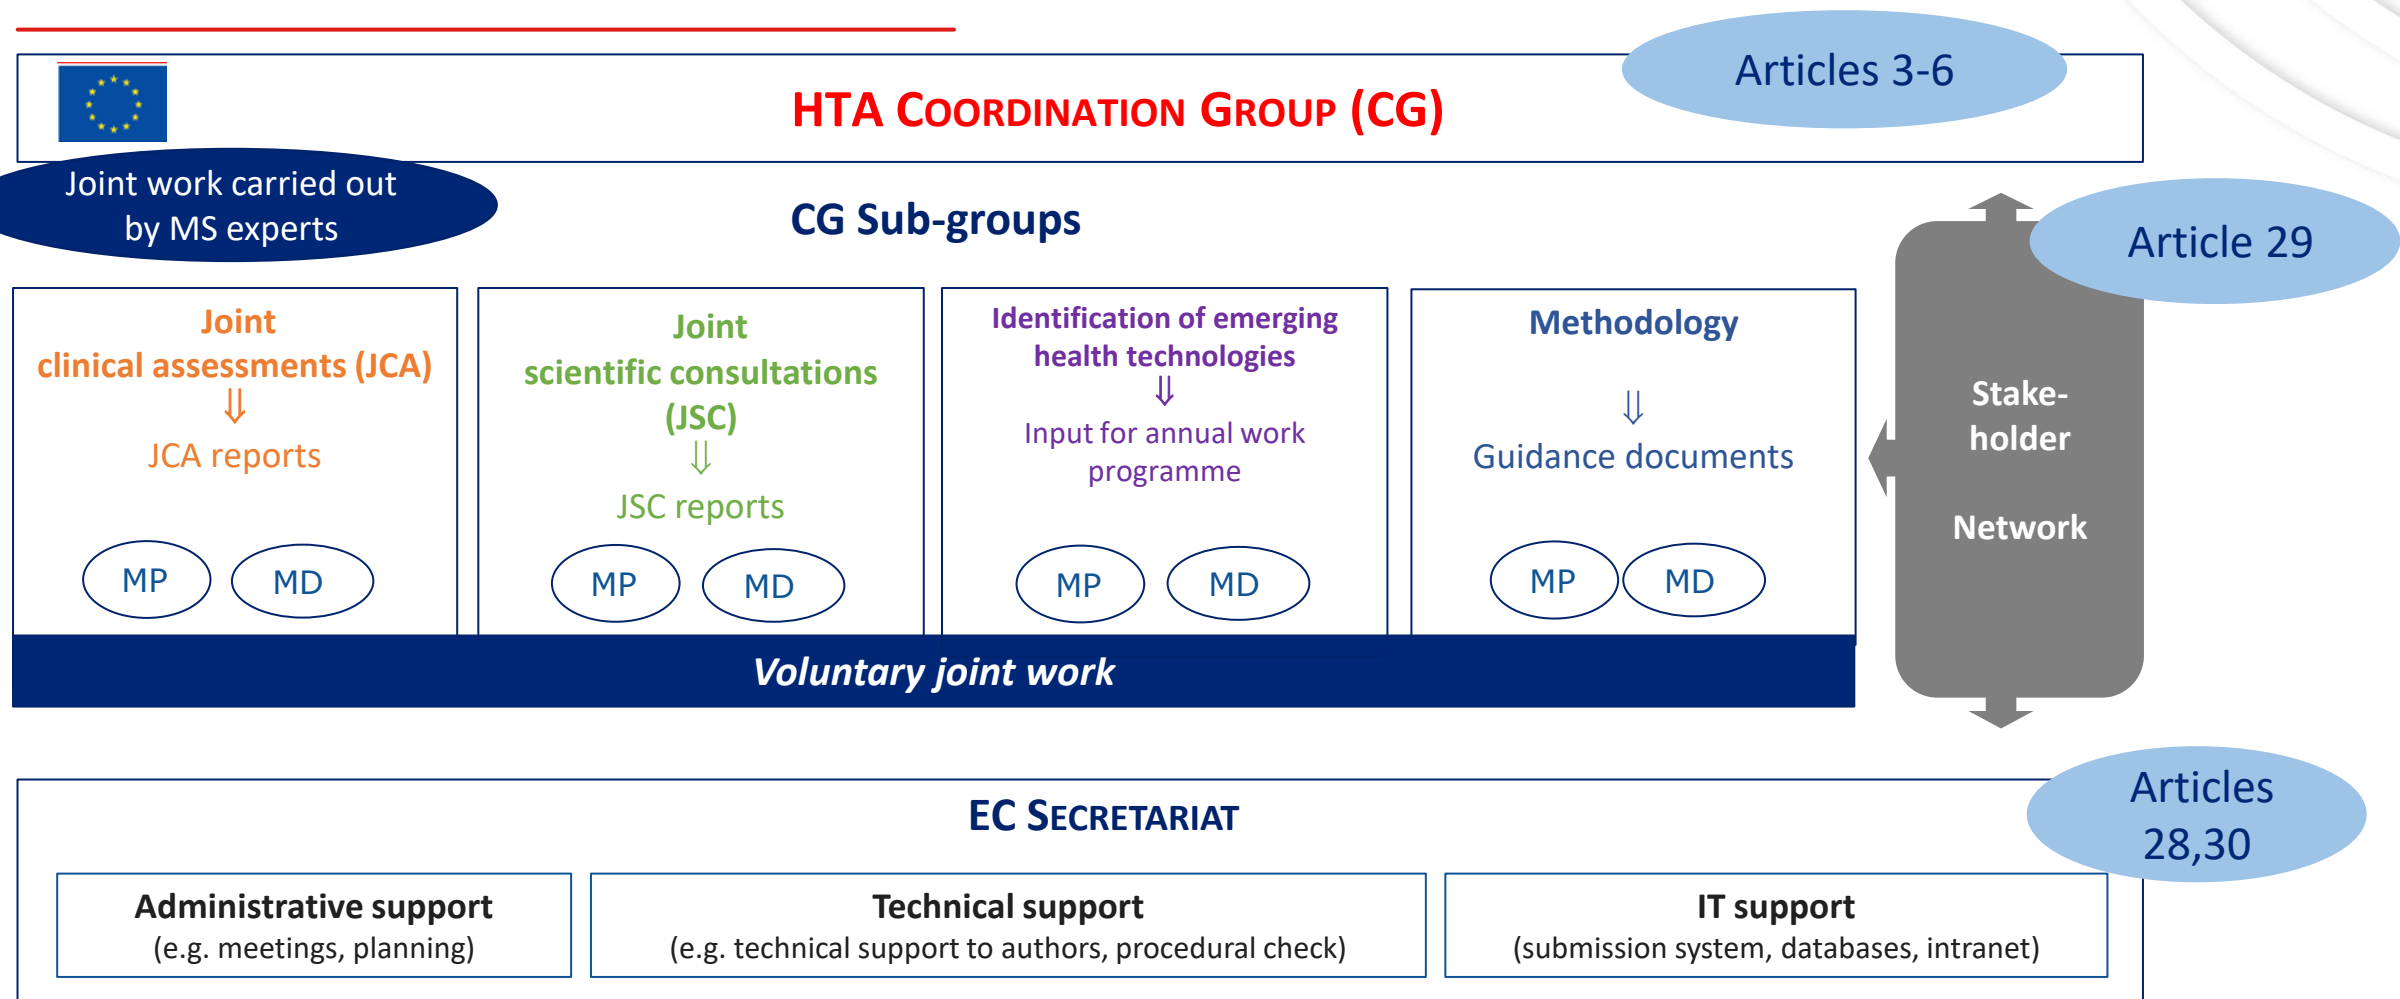 Articles 3-6
HTA COORDINATION GROUP (CG)
Joint work carried out
by MS experts
CG Sub-groups
Article 29
Joint
clinical assessments (JCA)
⇓
JCA reports
MP
MD
Joint
scientific consultations
(JSC)
⇓
JSC reports
MP
MD
Identification of emerging
health technologies
⇓
Input for annual work
programme
MP
MD
Methodology
⇓
Guidance documents
MP
MD
Stake-
holder
Network
Voluntary joint work
Articles
28,30
EC SECRETARIAT
Administrative support
(e.g. meetings, planning)
Technical support
(e.g. technical support to authors, procedural check)
IT support
(submission system, databases, intranet)